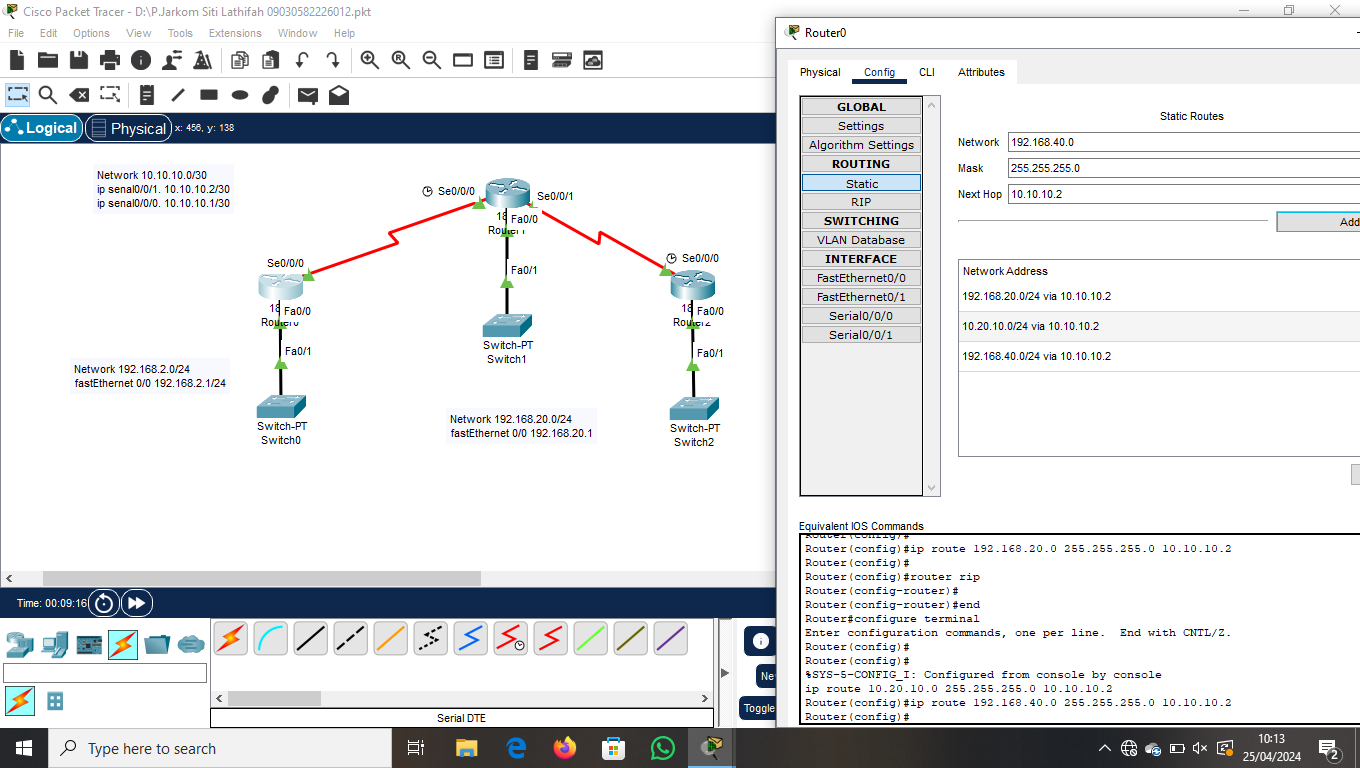 Cisco Packet Tracer - D:\P.Jarkom Siti Lathifah 09030582226012.pkt
File Edit Options View Tools Extensions Window Help
Logical Physical x: 456, y: 138
Network 10.10.10.0/30
ip serial0/0/1. 10.10.10.2/30
ip serial0/0/0. 10.10.10.1/30
Se0/0/0
Se0/0/1
Fa0/0
Router1
Se0/0/0
Fa0/0
Router0
Fa0/1
Switch-PT
Switch1
Se0/0/0
Fa0/0
Router2
Fa0/1
Fa0/1
Network 192.168.2.0/24
fastEthernet 0/0 192.168.2.1/24
Switch-PT
Switch0
Network 192.168.20.0/24
fastEthernet 0/0 192.168.20.1
Switch-PT
Switch2
Time: 00:09:16
Serial DTE
Ne
Toggle
Router0
Physical Config CLI Attributes
GLOBAL
Settings
Algorithm Settings
ROUTING
Static
RIP
SWITCHING
VLAN Database
INTERFACE
FastEthernet0/0
FastEthernet0/1
Serial0/0/0
Serial0/0/1
Static Routes
Network 192.168.40.0
Mask 255.255.255.0
Next Hop 10.10.10.2
Add
Network Address
192.168.20.0/24 via 10.10.10.2
10.20.10.0/24 via 10.10.10.2
192.168.40.0/24 via 10.10.10.2
Equivalent IOS Commands
Router(config)#
Router(config)#ip route 192.168.20.0 255.255.255.0 10.10.10.2
Router(config)#
Router(config)#router rip
Router(config-router)#
Router(config-router)#end
Router#configure terminal
Enter configuration commands, one per line. End with CNTL/Z.
Router(config)#
Router(config)#
%SYS-5-CONFIG_I: Configured from console by console
ip route 10.20.10.0 255.255.255.0 10.10.10.2
Router(config)#ip route 192.168.40.0 255.255.255.0 10.10.10.2
Router(config)#
Type here to search
10:13
25/04/2024
2